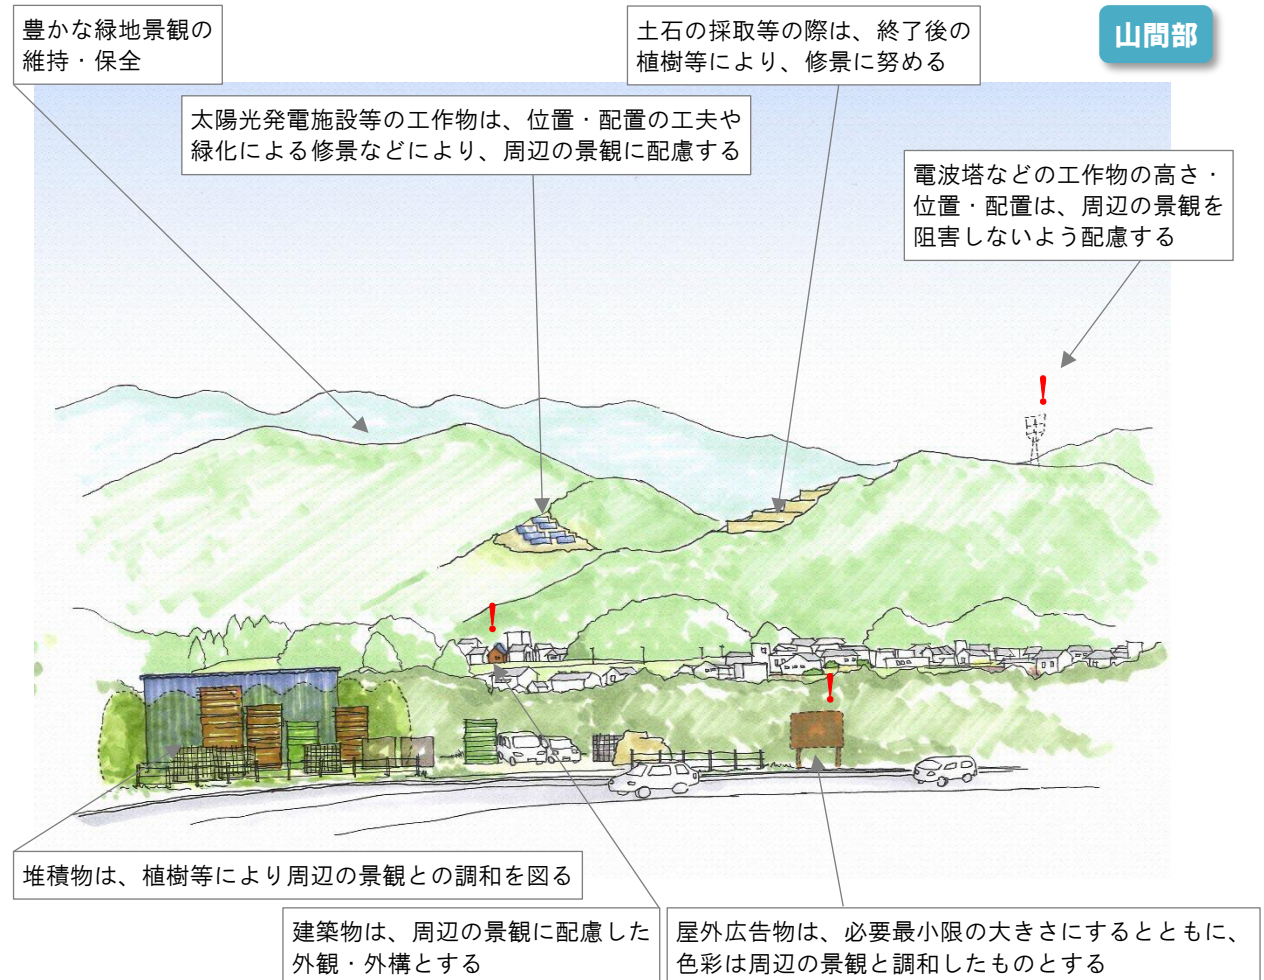 山間部
豊かな緑地景観の
維持・保全
土石の採取等の際は、終了後の
植樹等により、修景に努める
太陽光発電施設等の工作物は、位置・配置の工夫や
緑化による修景などにより、周辺の景観に配慮する
電波塔などの工作物の高さ・
位置・配置は、周辺の景観を
阻害しないよう配慮する
!
!
!
堆積物は、植樹等により周辺の景観との調和を図る
建築物は、周辺の景観に配慮した
外観・外構とする
屋外広告物は、必要最小限の大きさにするとともに、
色彩は周辺の景観と調和したものとする